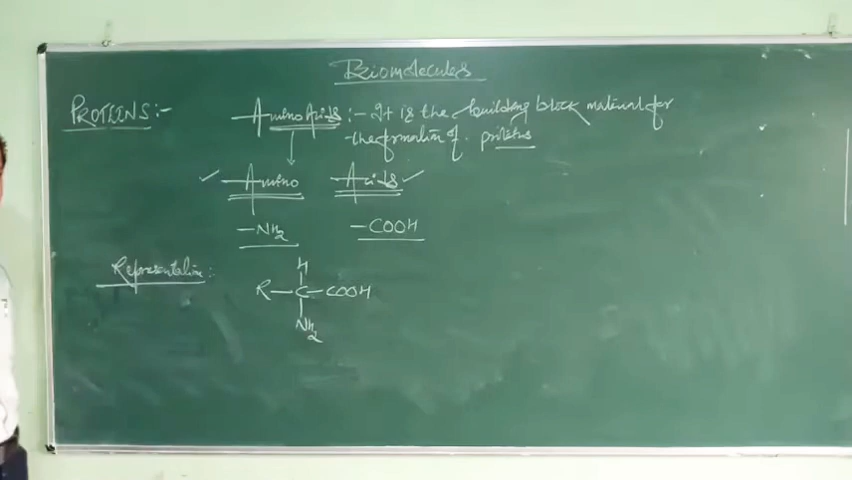 Biomolecules
PROTEINS :-
Amino Acids :- It is the building block material for
the formation of proteins
Amino Acids
-NH2 -COOH
Representation :
H
R-C-COOH
NH2